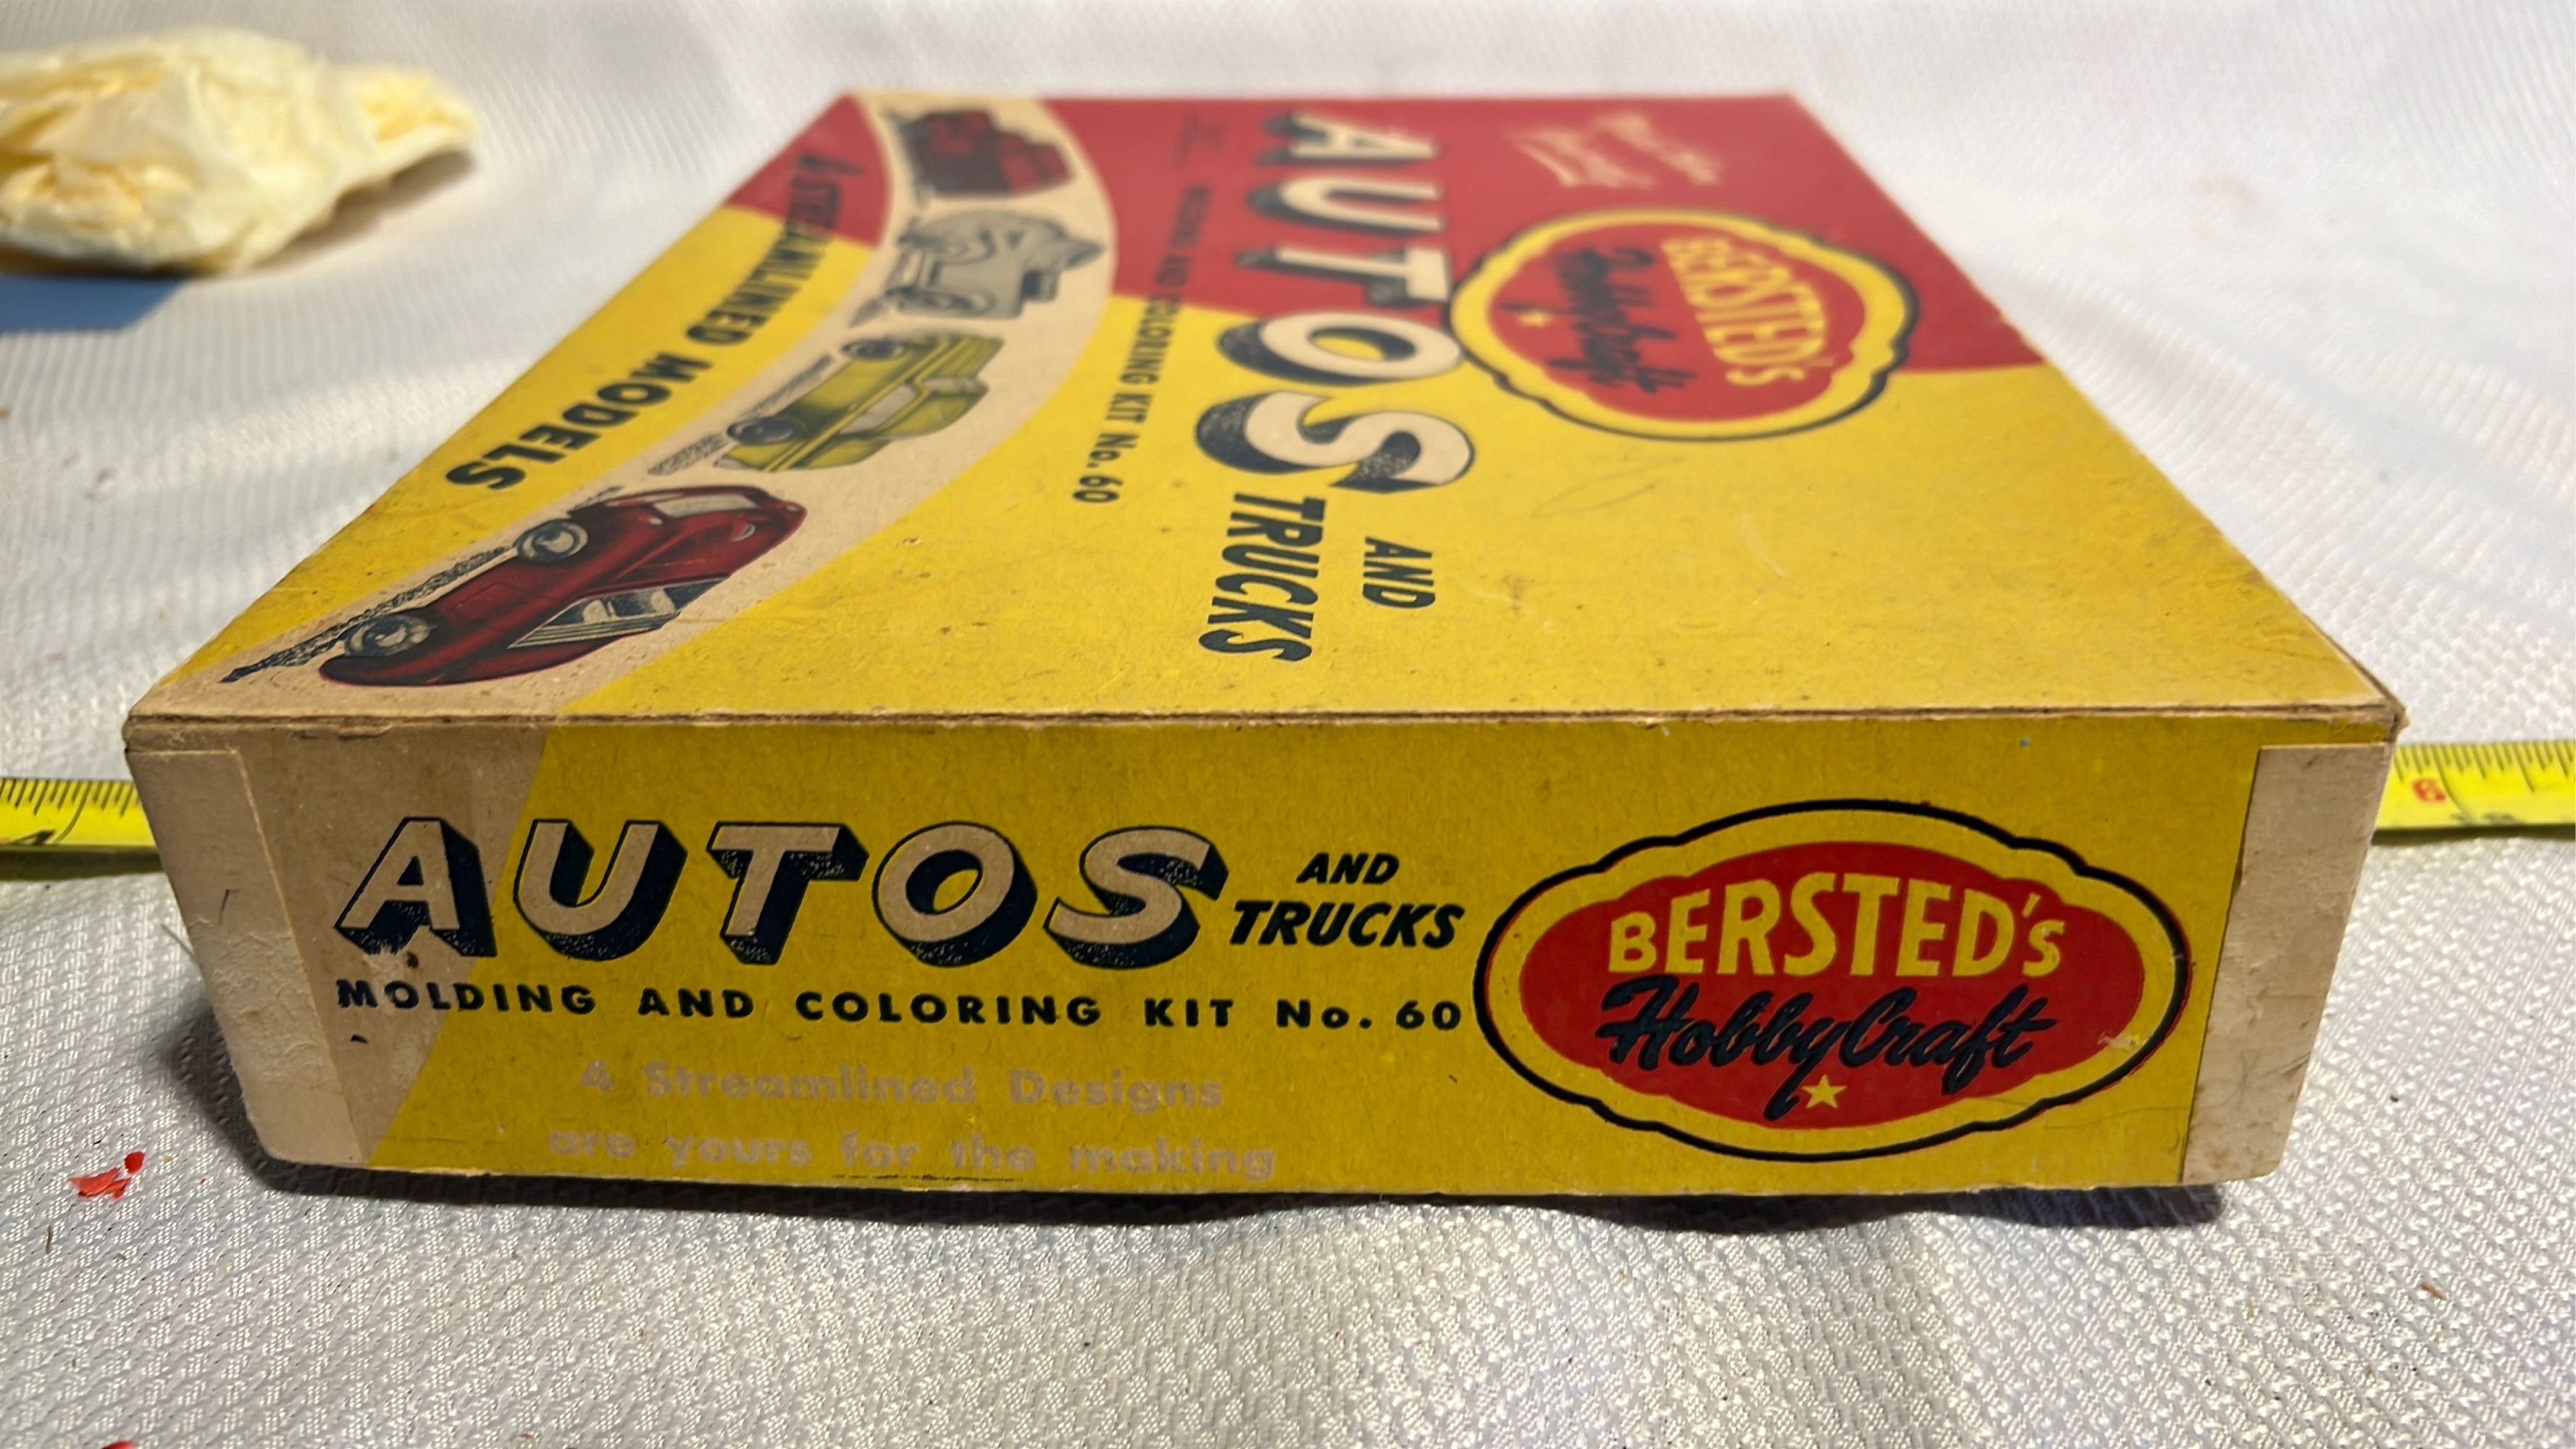 BERSTED's
HobbyCraft
AUTOS
AND
TRUCKS
MOLDING AND COLORING KIT No. 60
4 STREAMLINED MODELS
AUTOS
AND
TRUCKS
MOLDING AND COLORING KIT No. 60
4 Streamlined Designs
are yours for the making
BERSTED's
HobbyCraft
6